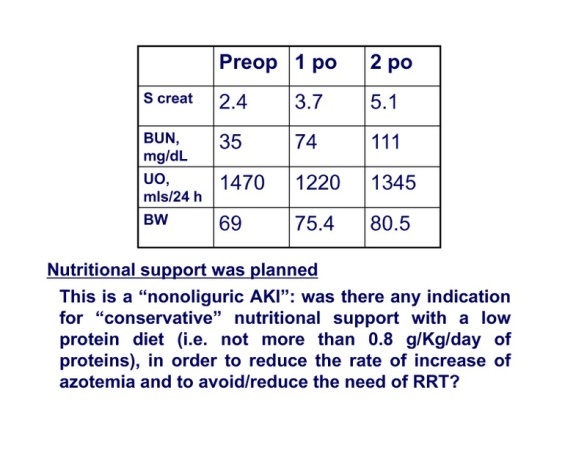 Preop 1 po 2 po
S creat 2.4 3.7 5.1
BUN, mg/dL 35 74 111
UO, mls/24 h 1470 1220 1345
BW 69 75.4 80.5
Nutritional support was planned
This is a “nonoliguric AKI”: was there any indication
for “conservative” nutritional support with a low
protein diet (i.e. not more than 0.8 g/Kg/day of
proteins), in order to reduce the rate of increase of
azotemia and to avoid/reduce the need of RRT?